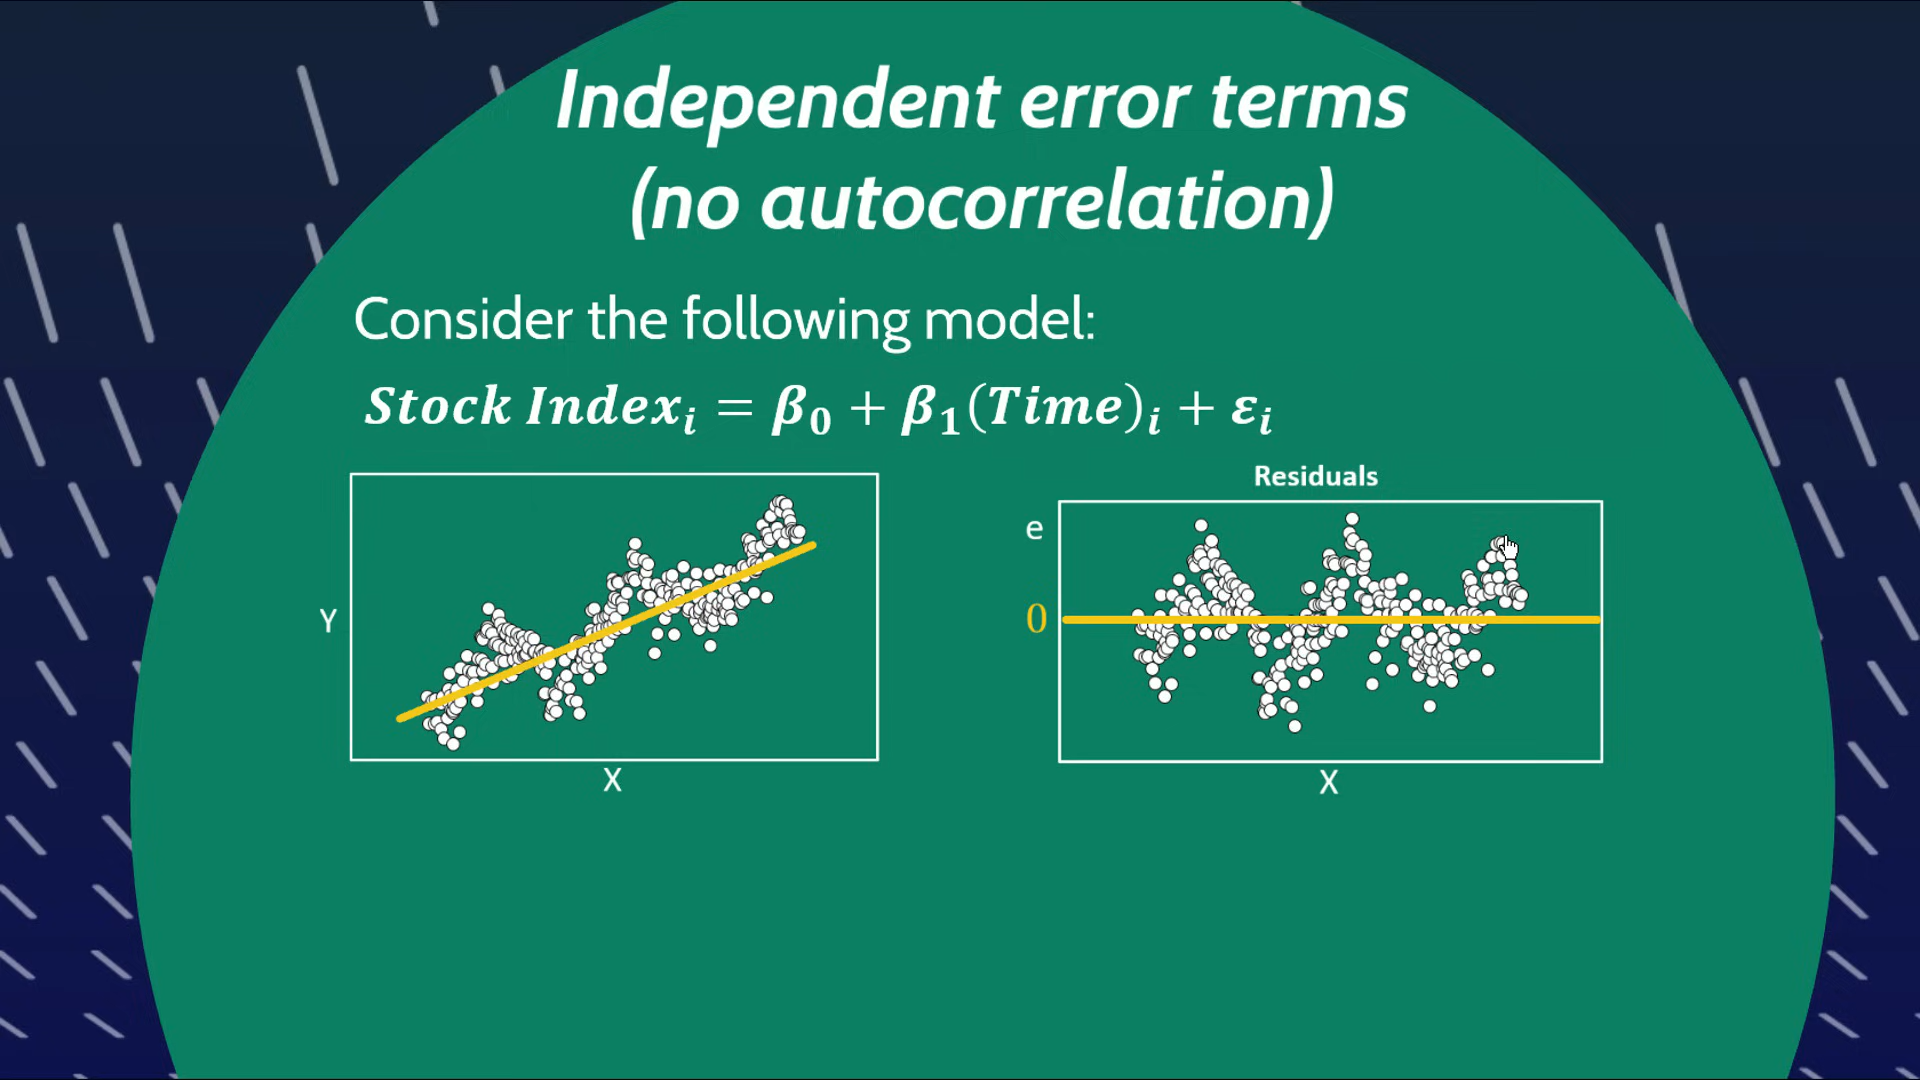 Independent error terms
(no autocorrelation)
Consider the following model:
Stock Indexᵢ = β₀ + β₁(Time)ᵢ + εᵢ
Y
X
Residuals
e
0
X